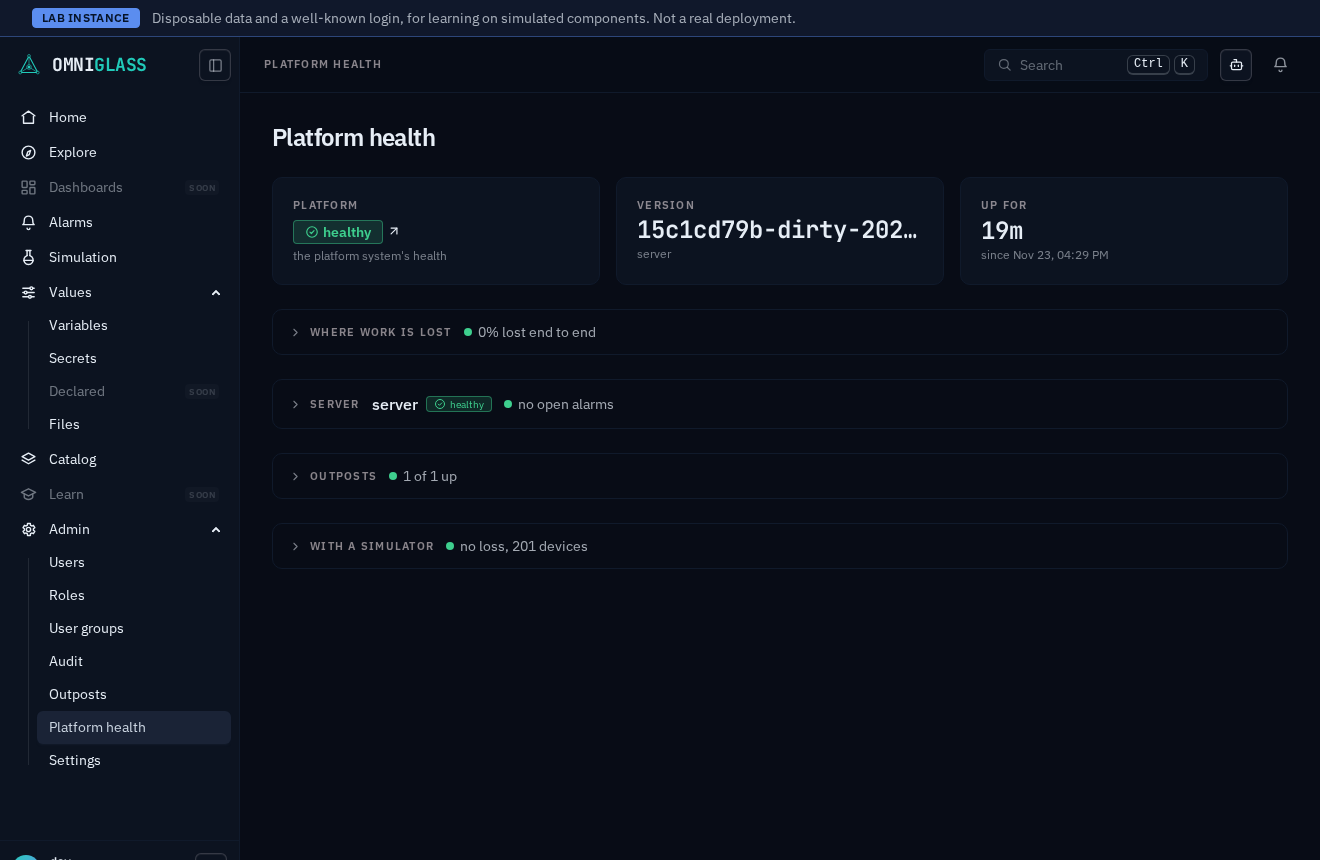 LAB INSTANCE Disposable data and a well-known login, for learning on simulated components. Not a real deployment.
OMNIGLASS
PLATFORM HEALTH
Search Ctrl K
Home
Explore
Dashboards SOON
Alarms
Simulation
Values
Variables
Secrets
Declared SOON
Files
Catalog
Learn SOON
Admin
Users
Roles
User groups
Audit
Outposts
Platform health
Settings
Platform health
PLATFORM
healthy
the platform system's health
VERSION
15c1cd79b-dirty-202…
server
UP FOR
19m
since Nov 23, 04:29 PM
WHERE WORK IS LOST 0% lost end to end
SERVER server healthy no open alarms
OUTPOSTS 1 of 1 up
WITH A SIMULATOR no loss, 201 devices